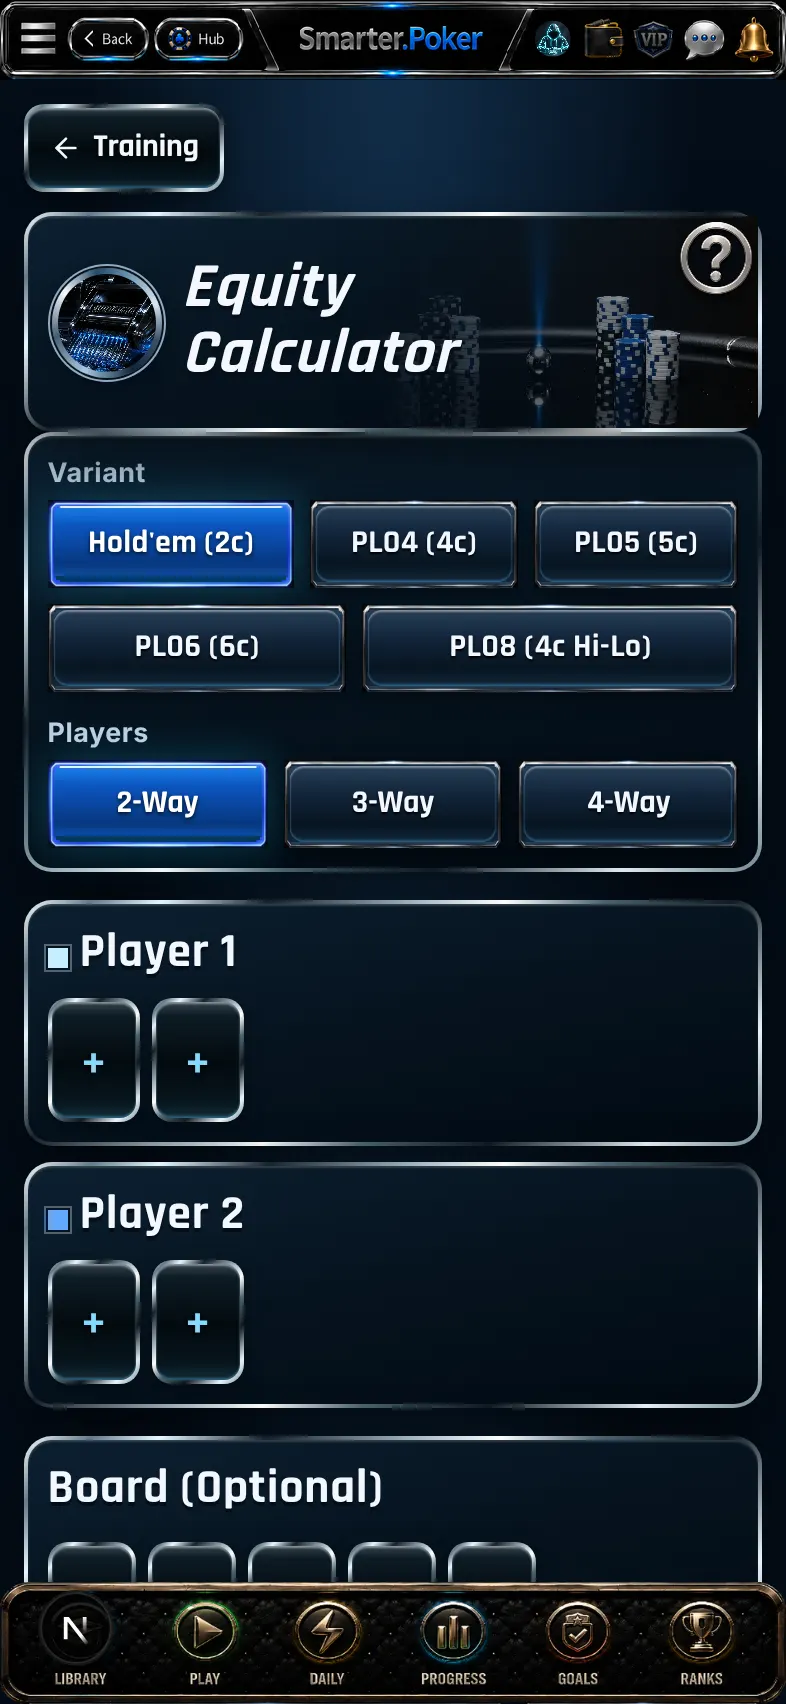 Back
Hub
Smarter.Poker
VIP
← Training
Equity
Calculator
?
Variant
Hold'em (2c)
PLO4 (4c)
PLO5 (5c)
PLO6 (6c)
PLO8 (4c Hi-Lo)
Players
2-Way
3-Way
4-Way
Player 1
+
+
Player 2
+
+
Board (Optional)
N
LIBRARY
PLAY
DAILY
PROGRESS
GOALS
RANKS